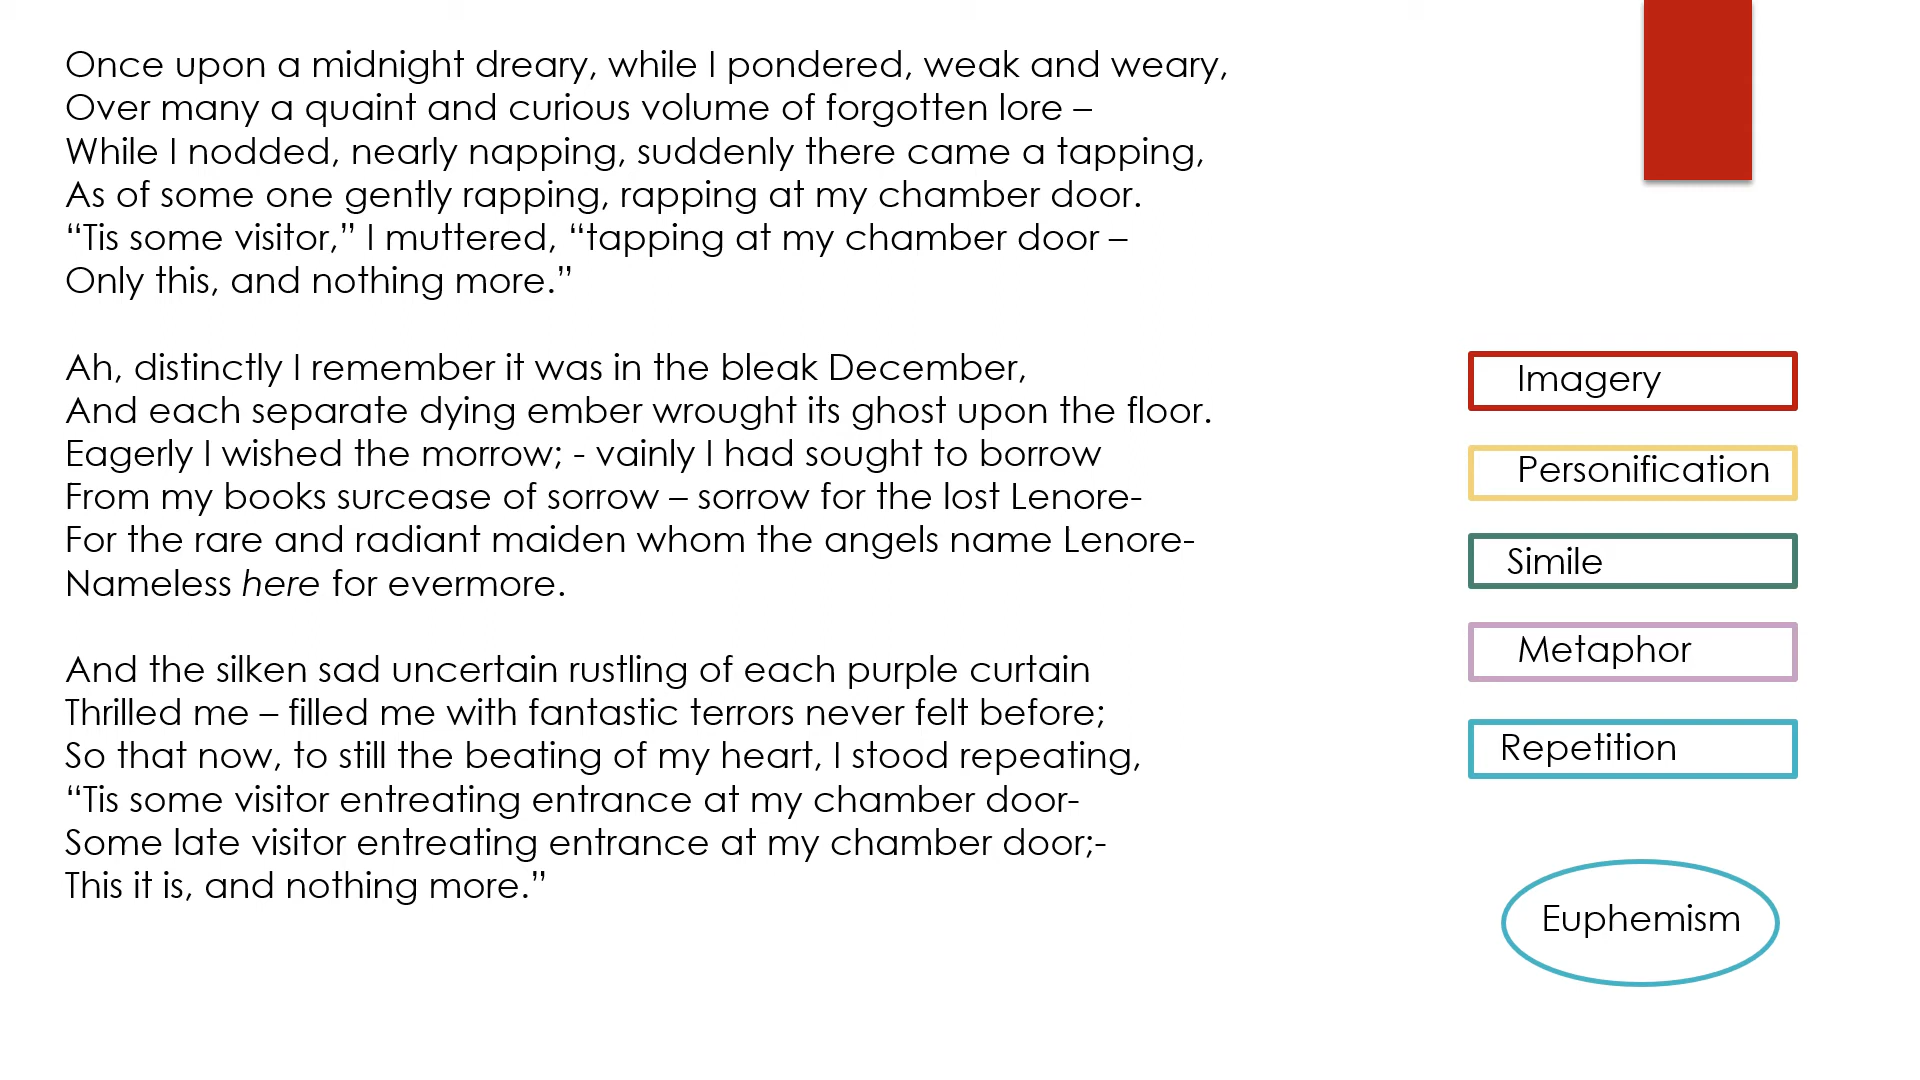 Once upon a midnight dreary, while I pondered, weak and weary,
Over many a quaint and curious volume of forgotten lore –
While I nodded, nearly napping, suddenly there came a tapping,
As of some one gently rapping, rapping at my chamber door.
“Tis some visitor,” I muttered, “tapping at my chamber door –
Only this, and nothing more.”
Ah, distinctly I remember it was in the bleak December,
And each separate dying ember wrought its ghost upon the floor.
Eagerly I wished the morrow; - vainly I had sought to borrow
From my books surcease of sorrow – sorrow for the lost Lenore-
For the rare and radiant maiden whom the angels name Lenore-
Nameless here for evermore.
And the silken sad uncertain rustling of each purple curtain
Thrilled me – filled me with fantastic terrors never felt before;
So that now, to still the beating of my heart, I stood repeating,
“Tis some visitor entreating entrance at my chamber door-
Some late visitor entreating entrance at my chamber door;-
This it is, and nothing more.”
Imagery
Personification
Simile
Metaphor
Repetition
Euphemism